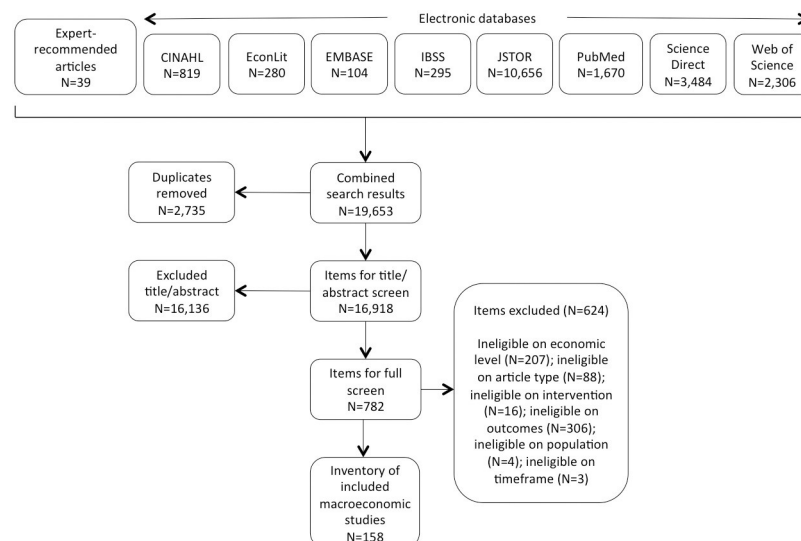 Electronic databases
Expert-
recommended
articles
N=39
CINAHL
N=819
EconLit
N=280
EMBASE
N=104
IBSS
N=295
JSTOR
N=10,656
PubMed
N=1,670
Science
Direct
N=3,484
Web of
Science
N=2,306
Duplicates
removed
N=2,735
Combined
search results
N=19,653
Excluded
title/abstract
N=16,136
Items for title/
abstract screen
N=16,918
Items excluded (N=624)
Ineligible on economic
level (N=207); ineligible
on article type (N=88);
ineligible on intervention
(N=16); ineligible on
outcomes (N=306);
ineligible on population
(N=4); ineligible on
timeframe (N=3)
Items for full
screen
N=782
Inventory of
included
macroeconomic
studies
N=158